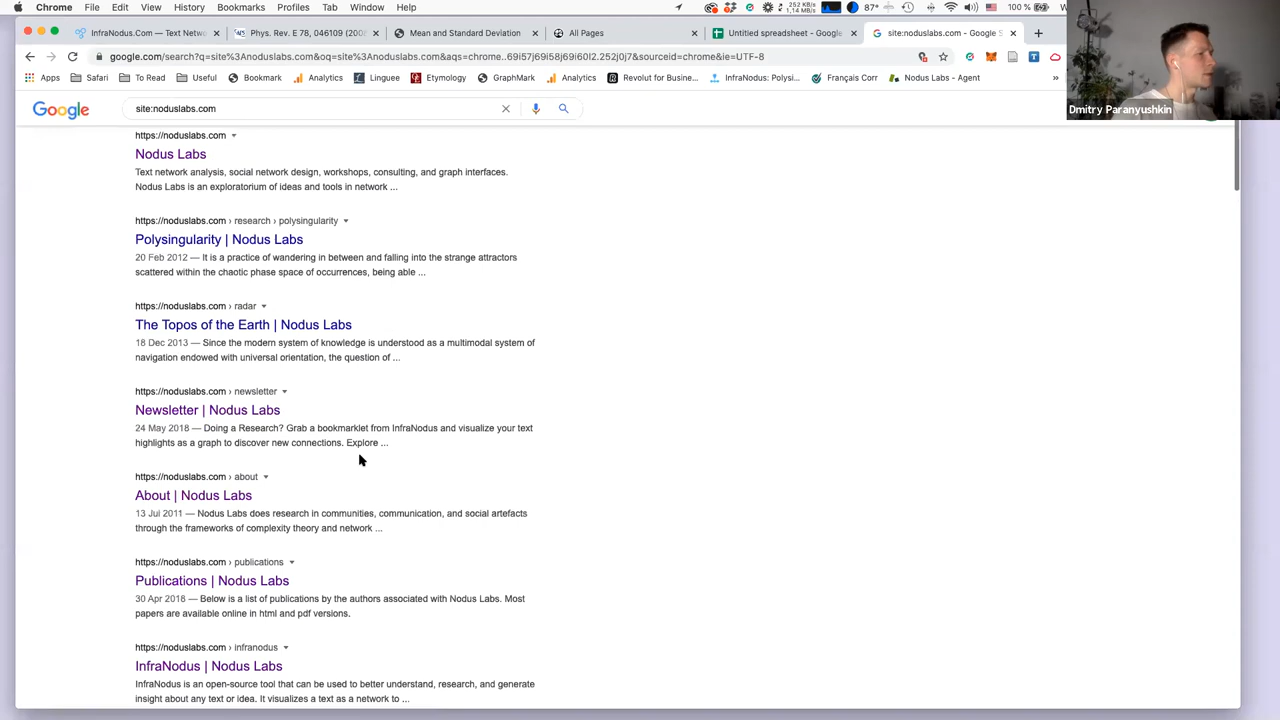 Chrome File Edit View History Bookmarks Profiles Tab Window Help 252 KB/s 1,14 MB/s 87° 100 %
InfraNodus.Com — Text Netw Phys. Rev. E 78, 046109 (2008 Mean and Standard Deviation All Pages Untitled spreadsheet - Google site:noduslabs.com - Google S
google.com/search?q=site%3Anoduslabs.com&oq=site%3Anoduslabs.com&aqs=chrome..69i57j69i58j69i60l2.252j0j7&sourceid=chrome&ie=UTF-8
Apps Safari To Read Useful Bookmark Analytics Linguee Etymology GraphMark Analytics Revolut for Busine... InfraNodus: Polysi... Français Corr Nodus Labs - Agent »
Dmitry Paranyushkin
Google site:noduslabs.com
https://noduslabs.com
Nodus Labs
Text network analysis, social network design, workshops, consulting, and graph interfaces.
Nodus Labs is an exploratorium of ideas and tools in network ...
https://noduslabs.com › research › polysingularity
Polysingularity | Nodus Labs
20 Feb 2012 — It is a practice of wandering in between and falling into the strange attractors
scattered within the chaotic phase space of occurrences, being able ...
https://noduslabs.com › radar
The Topos of the Earth | Nodus Labs
18 Dec 2013 — Since the modern system of knowledge is understood as a multimodal system of
navigation endowed with universal orientation, the question of ...
https://noduslabs.com › newsletter
Newsletter | Nodus Labs
24 May 2018 — Doing a Research? Grab a bookmarklet from InfraNodus and visualize your text
highlights as a graph to discover new connections. Explore ...
https://noduslabs.com › about
About | Nodus Labs
13 Jul 2011 — Nodus Labs does research in communities, communication, and social artefacts
through the frameworks of complexity theory and network ...
https://noduslabs.com › publications
Publications | Nodus Labs
30 Apr 2018 — Below is a list of publications by the authors associated with Nodus Labs. Most
papers are available online in html and pdf versions.
https://noduslabs.com › infranodus
InfraNodus | Nodus Labs
InfraNodus is an open-source tool that can be used to better understand, research, and generate
insight about any text or idea. It visualizes a text as a network to ...